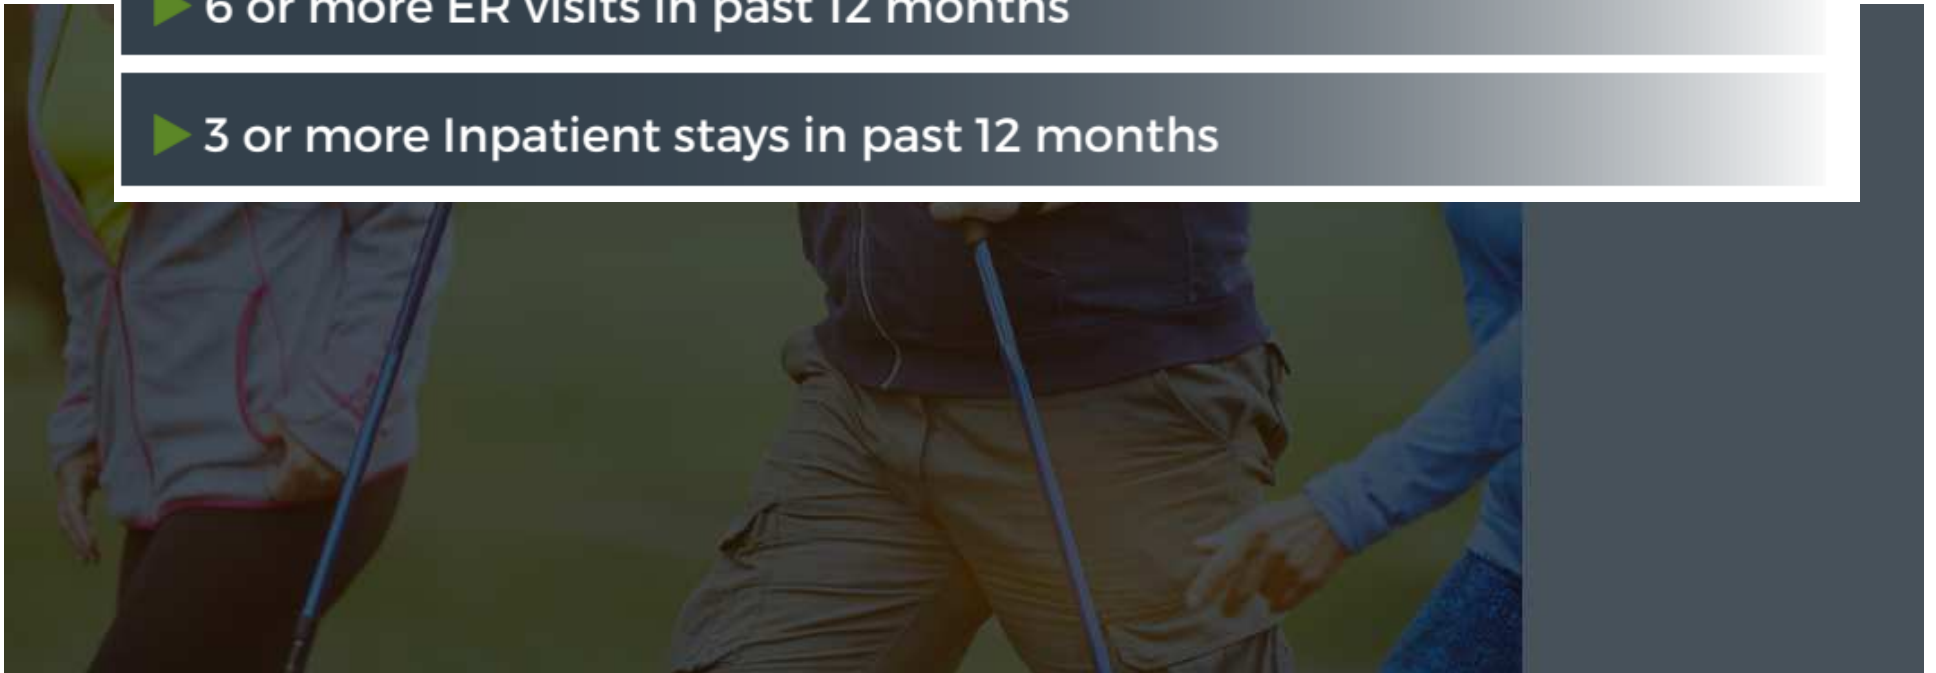 6 or more ER visits in past 12 months
3 or more Inpatient stays in past 12 months